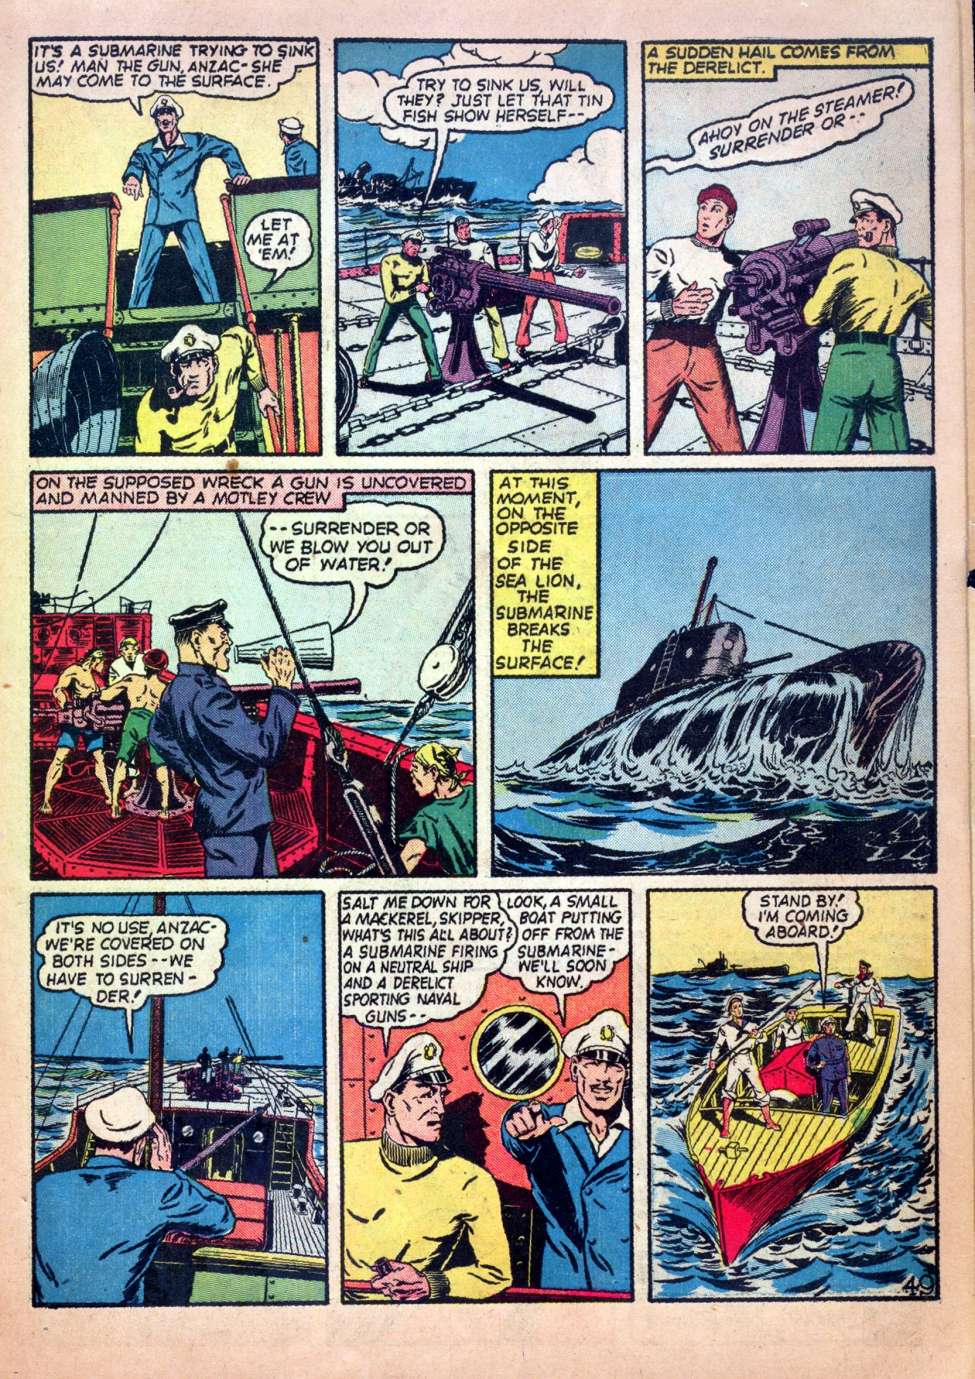 IT'S A SUBMARINE TRYING TO SINK
US! MAN THE GUN, ANZAC- SHE
MAY COME TO THE SURFACE.
LET
ME AT
'EM!
TRY TO SINK US, WILL
THEY? JUST LET THAT TIN
FISH SHOW HERSELF--
A SUDDEN HAIL COMES FROM
THE DERELICT.
AHOY ON THE STEAMER!
SURRENDER OR--
ON THE SUPPOSED WRECK A GUN IS UNCOVERED
AND MANNED BY A MOTLEY CREW
--SURRENDER OR
WE BLOW YOU OUT
OF WATER!
AT THIS
MOMENT,
ON THE
OPPOSITE
SIDE
OF THE
SEA LION,
THE
SUBMARINE
BREAKS
THE
SURFACE!
IT'S NO USE, ANZAC-
WE'RE COVERED ON
BOTH SIDES--WE
HAVE TO SURREN-
DER!
SALT ME DOWN FOR
A MACKEREL, SKIPPER,
WHAT'S THIS ALL ABOUT?
A SUBMARINE FIRING
ON A NEUTRAL SHIP
AND A DERELICT
SPORTING NAVAL
GUNS--
LOOK, A SMALL
BOAT PUTTING
OFF FROM THE
SUBMARINE-
WE'LL SOON
KNOW.
STAND BY!
I'M COMING
ABOARD!
49